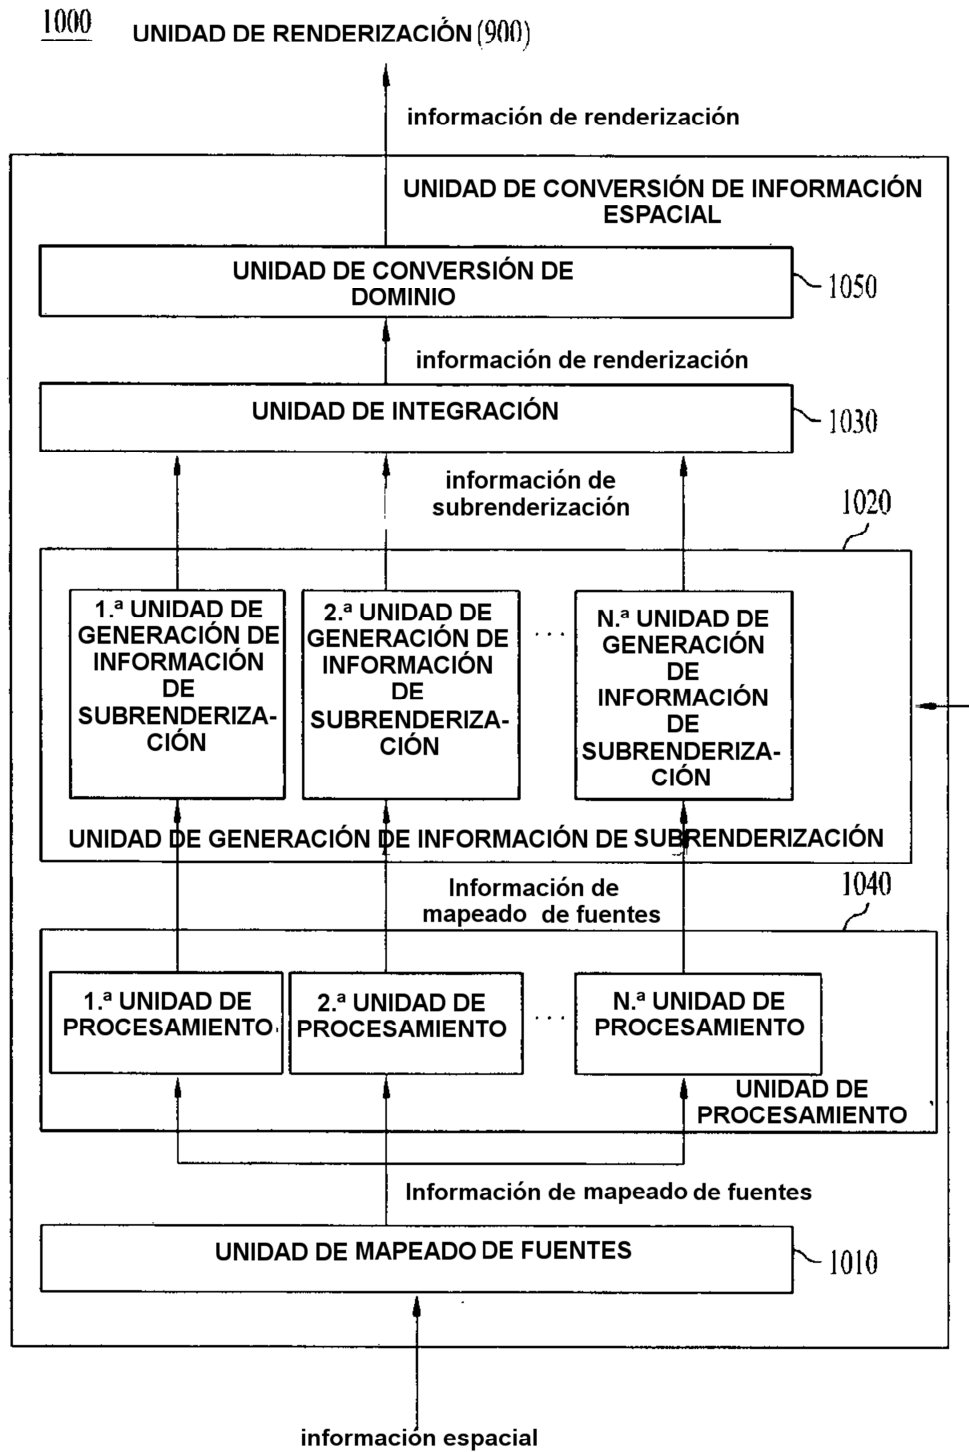 1000
UNIDAD DE RENDERIZACIÓN (900)
información de renderización
UNIDAD DE CONVERSIÓN DE INFORMACIÓN
ESPACIAL
UNIDAD DE CONVERSIÓN DE
DOMINIO
1050
información de renderización
UNIDAD DE INTEGRACIÓN
1030
información de
subrenderización
1020
1.ª UNIDAD DE
GENERACIÓN DE
INFORMACIÓN
DE
SUBRENDERIZA-
CIÓN
2.ª UNIDAD DE
GENERACIÓN DE
INFORMACIÓN
DE
SUBRENDERIZA-
CIÓN
. . .
N.ª UNIDAD DE
GENERACIÓN
DE
INFORMACIÓN
DE
SUBRENDERIZA-
CIÓN
UNIDAD DE GENERACIÓN DE INFORMACIÓN DE SUBRENDERIZACIÓN
Información de
mapeado de fuentes
1040
1.ª UNIDAD DE
PROCESAMIENTO
2.ª UNIDAD DE
PROCESAMIENTO
. . .
N.ª UNIDAD DE
PROCESAMIENTO
UNIDAD DE
PROCESAMIENTO
Información de mapeado de fuentes
UNIDAD DE MAPEADO DE FUENTES
1010
información espacial